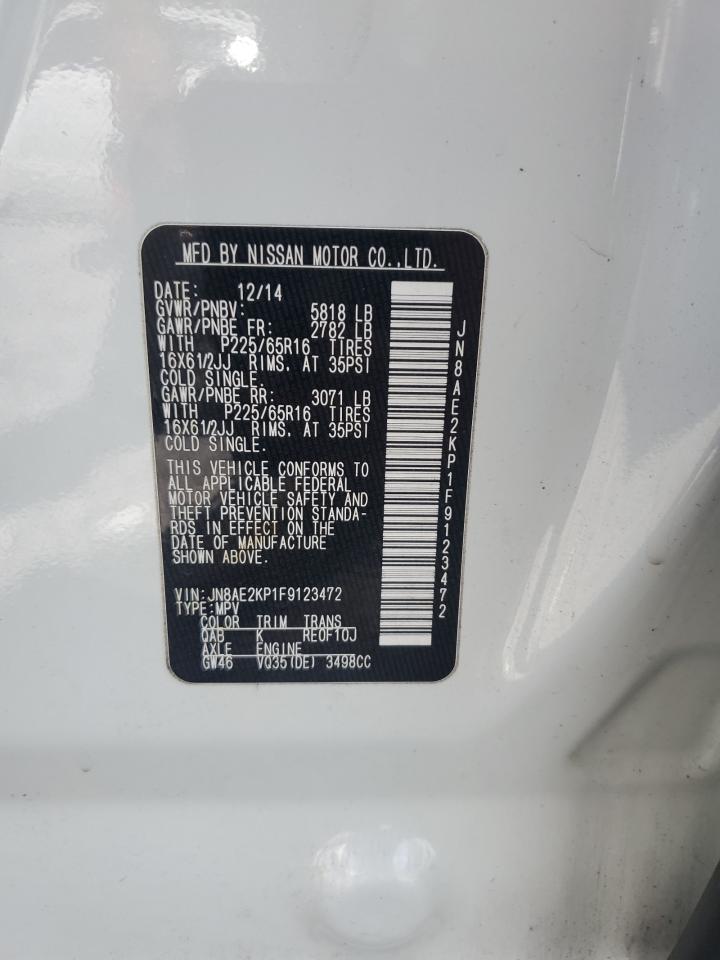 MFD BY NISSAN MOTOR CO.,LTD.
DATE: 12/14
GVWR/PNBV: 5818 LB
GAWR/PNBE FR: 2782 LB
WITH P225/65R16 TIRES
16X61/2JJ RIMS, AT 35PSI
COLD SINGLE.
GAWR/PNBE RR: 3071 LB
WITH P225/65R16 TIRES
16X61/2JJ RIMS, AT 35PSI
COLD SINGLE.
THIS VEHICLE CONFORMS TO
ALL APPLICABLE FEDERAL
MOTOR VEHICLE SAFETY AND
THEFT PREVENTION STANDA-
RDS IN EFFECT ON THE
DATE OF MANUFACTURE
SHOWN ABOVE.
VIN:JN8AE2KP1F9123472
TYPE:MPV
COLOR TRIM TRANS
QAB K RE0F10J
AXLE ENGINE
GW46 VQ35(DE) 3498CC
JN8AE2KP1F9123472